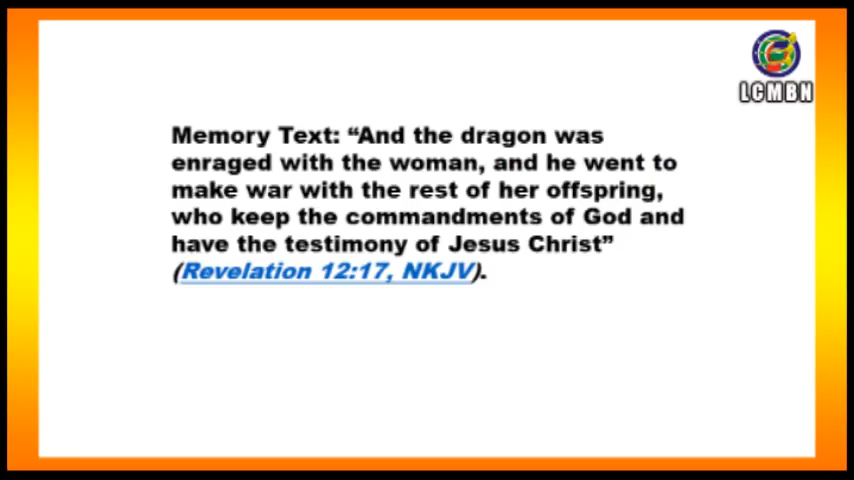 LCMBN
Memory Text: “And the dragon was
enraged with the woman, and he went to
make war with the rest of her offspring,
who keep the commandments of God and
have the testimony of Jesus Christ”
(Revelation 12:17, NKJV).